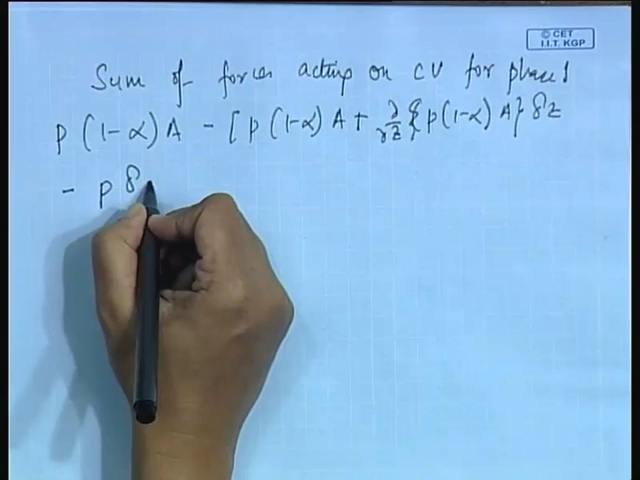 © CET
I.I.T. KGP
Sum of forces acting on CV for phase 1
p (1-α) A - [p (1-α) A + ∂/∂z {p (1-α) A} δz
- p δ